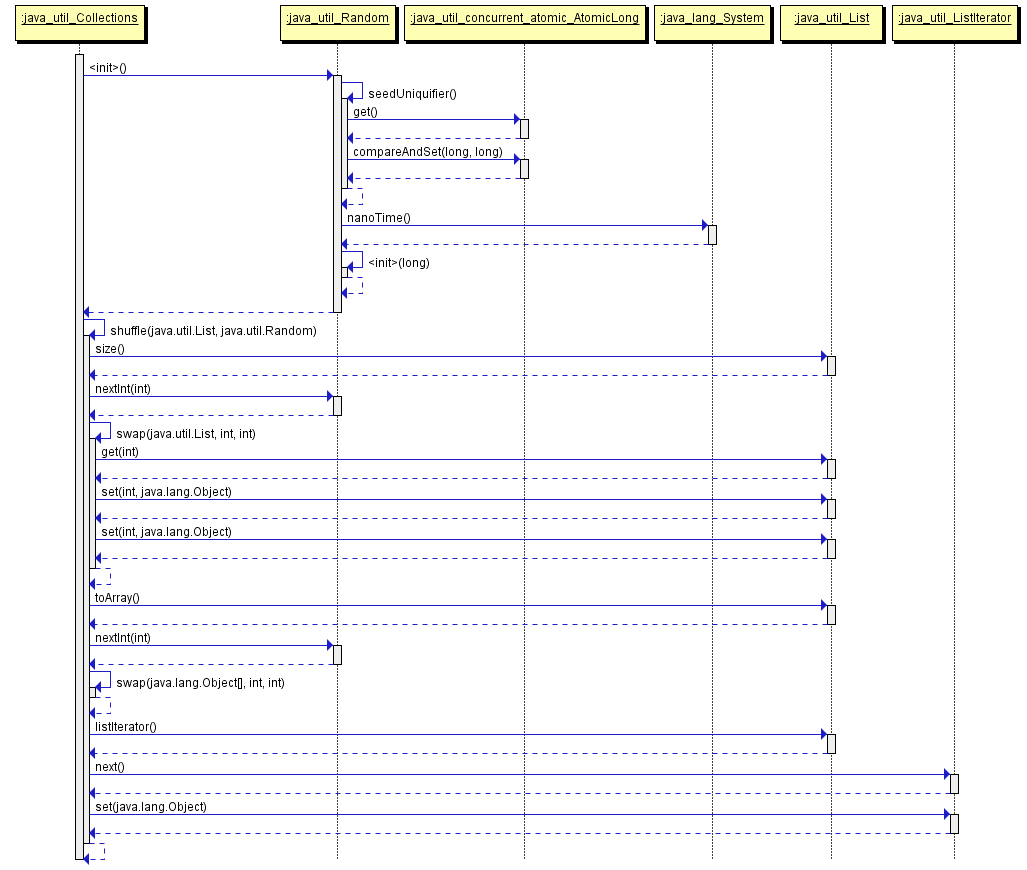 :java_util_Collections
:java_util_Random
:java_util_concurrent_atomic_AtomicLong
:java_lang_System
:java_util_List
:java_util_ListIterator
<init>()
seedUniquifier()
get()
compareAndSet(long, long)
nanoTime()
<init>(long)
shuffle(java.util.List, java.util.Random)
size()
nextInt(int)
swap(java.util.List, int, int)
get(int)
set(int, java.lang.Object)
set(int, java.lang.Object)
toArray()
nextInt(int)
swap(java.lang.Object[], int, int)
listIterator()
next()
set(java.lang.Object)